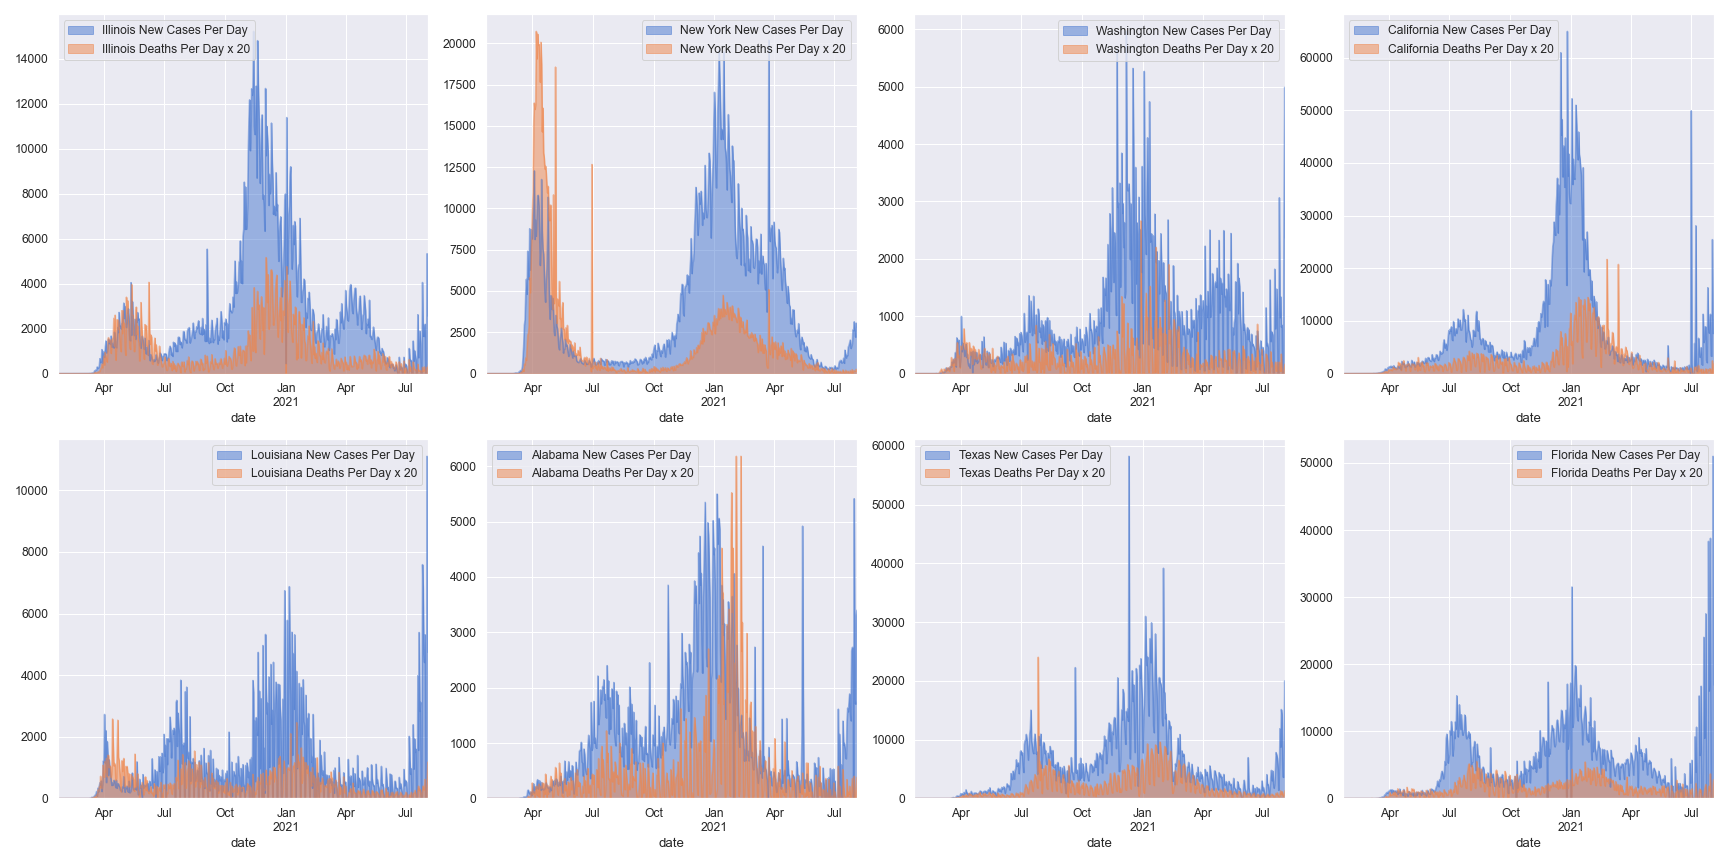 Illinois New Cases Per Day
Illinois Deaths Per Day x 20
14000
12000
10000
8000
6000
4000
2000
0
Apr Jul Oct Jan Apr Jul
2021
date
New York New Cases Per Day
New York Deaths Per Day x 20
20000
17500
15000
12500
10000
7500
5000
2500
0
Apr Jul Oct Jan Apr Jul
2021
date
Washington New Cases Per Day
Washington Deaths Per Day x 20
6000
5000
4000
3000
2000
1000
0
Apr Jul Oct Jan Apr Jul
2021
date
California New Cases Per Day
California Deaths Per Day x 20
60000
50000
40000
30000
20000
10000
0
Apr Jul Oct Jan Apr Jul
2021
date
Louisiana New Cases Per Day
Louisiana Deaths Per Day x 20
10000
8000
6000
4000
2000
0
Apr Jul Oct Jan Apr Jul
2021
date
Alabama New Cases Per Day
Alabama Deaths Per Day x 20
6000
5000
4000
3000
2000
1000
0
Apr Jul Oct Jan Apr Jul
2021
date
Texas New Cases Per Day
Texas Deaths Per Day x 20
60000
50000
40000
30000
20000
10000
0
Apr Jul Oct Jan Apr Jul
2021
date
Florida New Cases Per Day
Florida Deaths Per Day x 20
50000
40000
30000
20000
10000
0
Apr Jul Oct Jan Apr Jul
2021
date